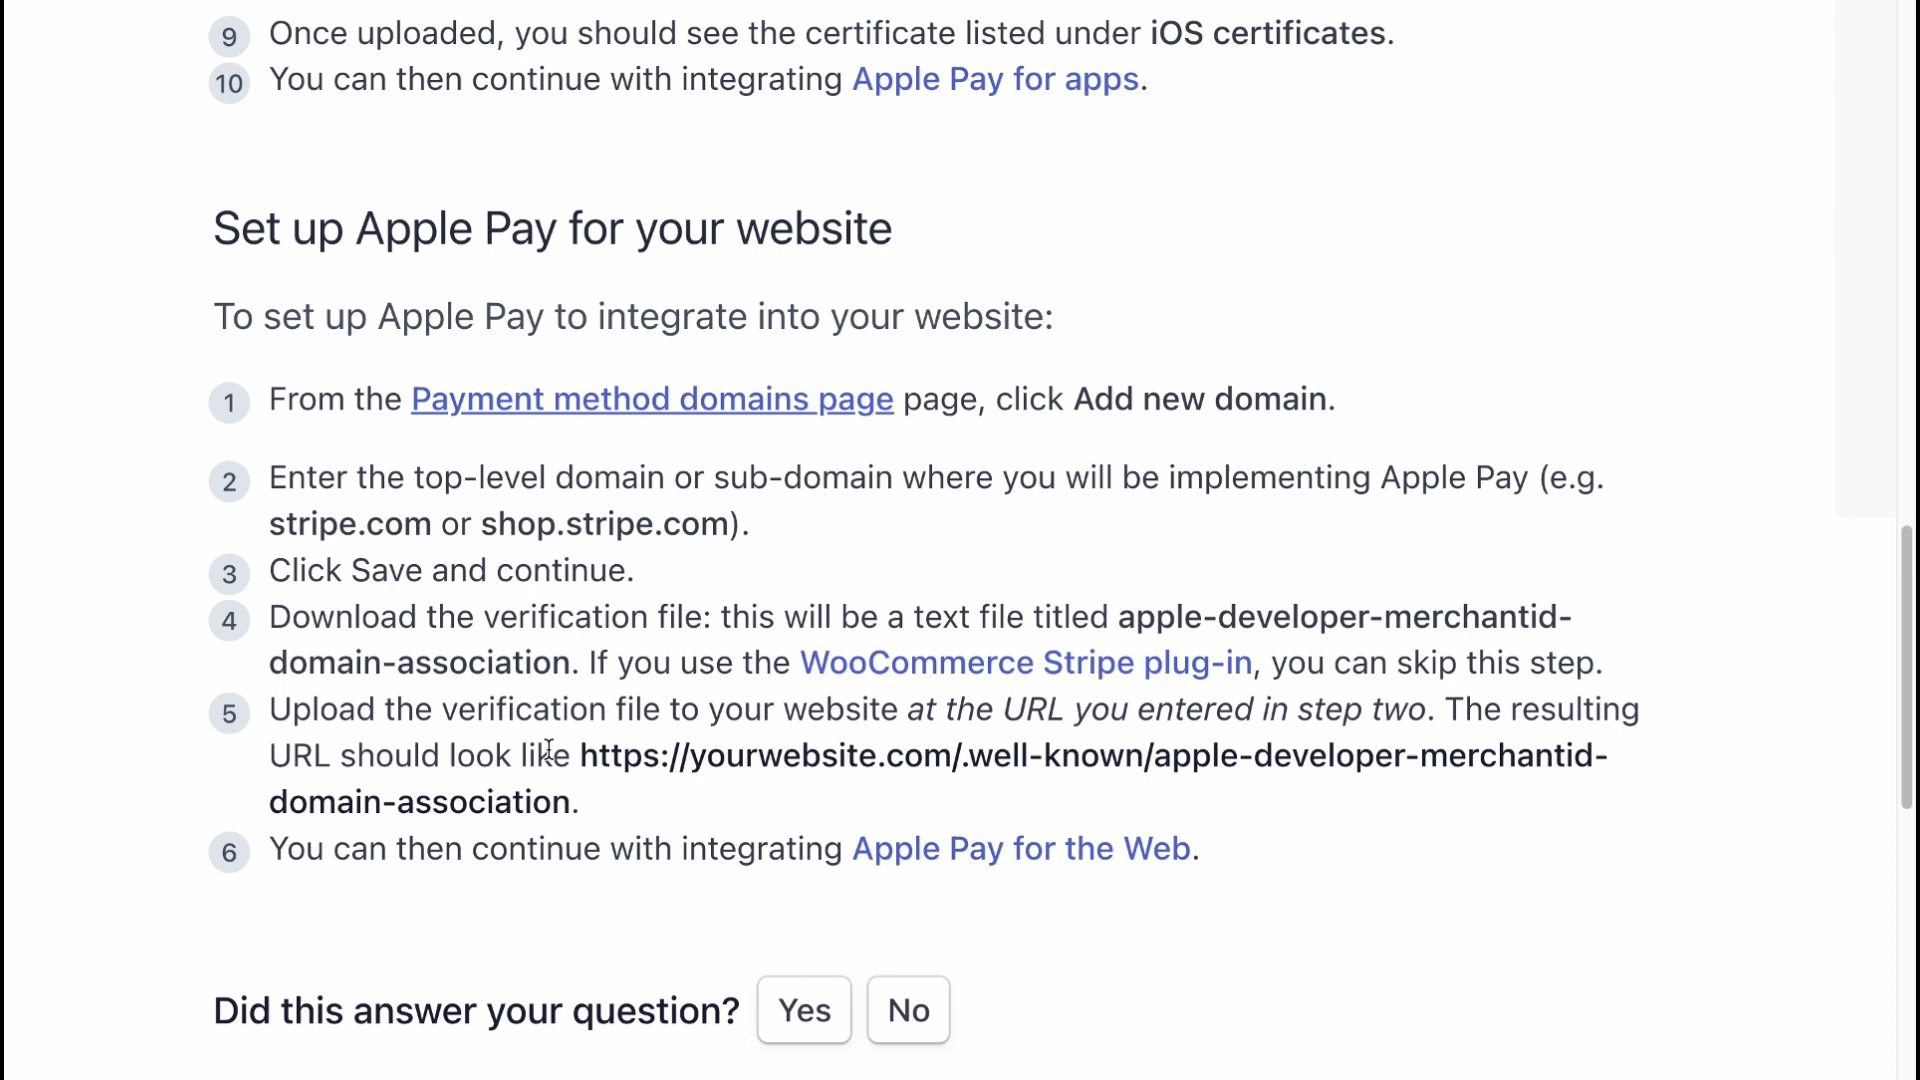 9 Once uploaded, you should see the certificate listed under iOS certificates.
10 You can then continue with integrating Apple Pay for apps.
Set up Apple Pay for your website
To set up Apple Pay to integrate into your website:
1 From the Payment method domains page page, click Add new domain.
2 Enter the top-level domain or sub-domain where you will be implementing Apple Pay (e.g.
stripe.com or shop.stripe.com).
3 Click Save and continue.
4 Download the verification file: this will be a text file titled apple-developer-merchantid-
domain-association. If you use the WooCommerce Stripe plug-in, you can skip this step.
5 Upload the verification file to your website at the URL you entered in step two. The resulting
URL should look like https://yourwebsite.com/.well-known/apple-developer-merchantid-
domain-association.
6 You can then continue with integrating Apple Pay for the Web.
Did this answer your question? Yes No